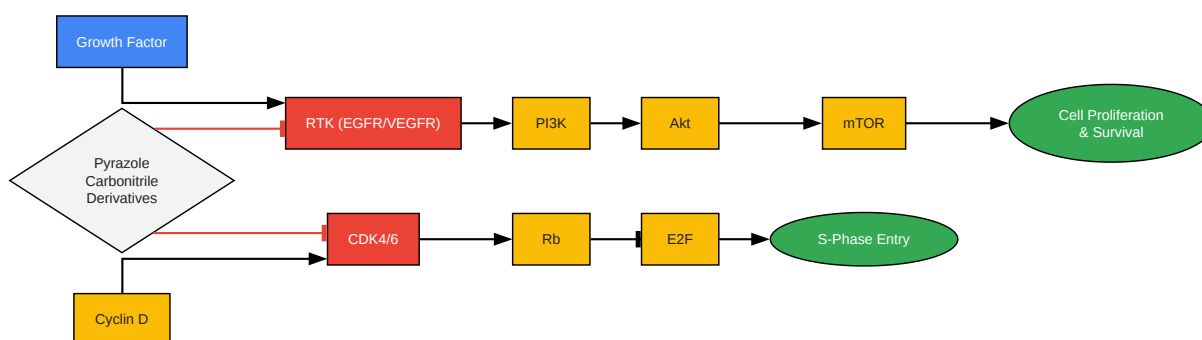 Growth Factor
RTK (EGFR/VEGFR)
PI3K
Akt
mTOR
Cell Proliferation
& Survival
Pyrazole
Carbonitrile
Derivatives
CDK4/6
Rb
E2F
S-Phase Entry
Cyclin D